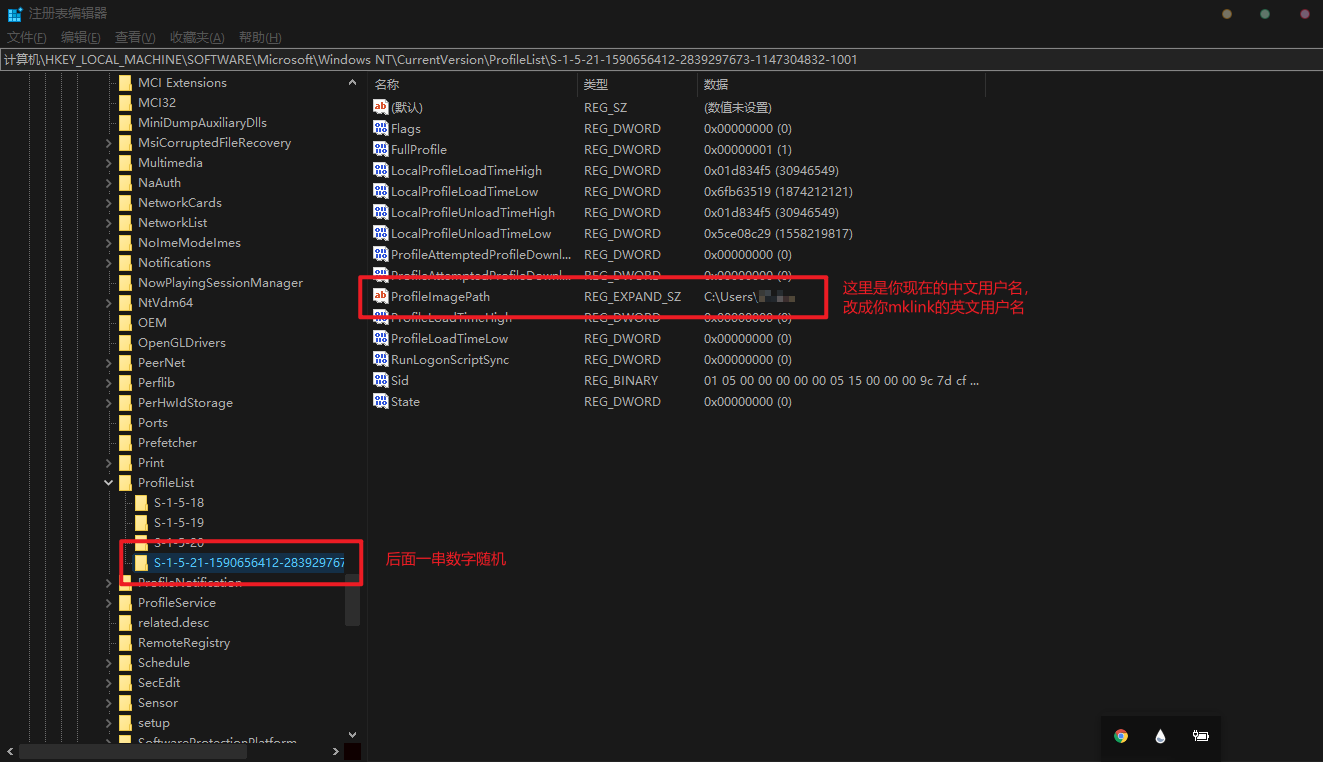 注册表编辑器
文件(F) 编辑(E) 查看(V) 收藏夹(A) 帮助(H)
计算机\HKEY_LOCAL_MACHINE\SOFTWARE\Microsoft\Windows NT\CurrentVersion\ProfileList\S-1-5-21-1590656412-2839297673-1147304832-1001
MCI Extensions
MCI32
MiniDumpAuxiliaryDlls
MsiCorruptedFileRecovery
Multimedia
NaAuth
NetworkCards
NetworkList
NoImeModeImes
Notifications
NowPlayingSessionManager
NtVdm64
OEM
OpenGLDrivers
PeerNet
Perflib
PerHwIdStorage
Ports
Prefetcher
Print
ProfileList
S-1-5-18
S-1-5-19
S-1-5-20
S-1-5-21-1590656412-283929767
ProfileNotification
ProfileService
related.desc
RemoteRegistry
Schedule
SecEdit
Sensor
setup
SoftwareProtectionPlatform
名称 类型 数据
(默认) REG_SZ (数值未设置)
Flags REG_DWORD 0x00000000 (0)
FullProfile REG_DWORD 0x00000001 (1)
LocalProfileLoadTimeHigh REG_DWORD 0x01d834f5 (30946549)
LocalProfileLoadTimeLow REG_DWORD 0x6fb63519 (1874212121)
LocalProfileUnloadTimeHigh REG_DWORD 0x01d834f5 (30946549)
LocalProfileUnloadTimeLow REG_DWORD 0x5ce08c29 (1558219817)
ProfileAttemptedProfileDownl... REG_DWORD 0x00000000 (0)
ProfileAttemptedProfileDownl... REG_DWORD 0x00000000 (0)
ProfileImagePath REG_EXPAND_SZ C:\Users\
ProfileLoadTimeHigh REG_DWORD 0x00000000 (0)
ProfileLoadTimeLow REG_DWORD 0x00000000 (0)
RunLogonScriptSync REG_DWORD 0x00000000 (0)
Sid REG_BINARY 01 05 00 00 00 00 00 05 15 00 00 00 9c 7d cf ...
State REG_DWORD 0x00000000 (0)
这里是你现在的中文用户名，
改成你mklink的英文用户名
后面一串数字随机